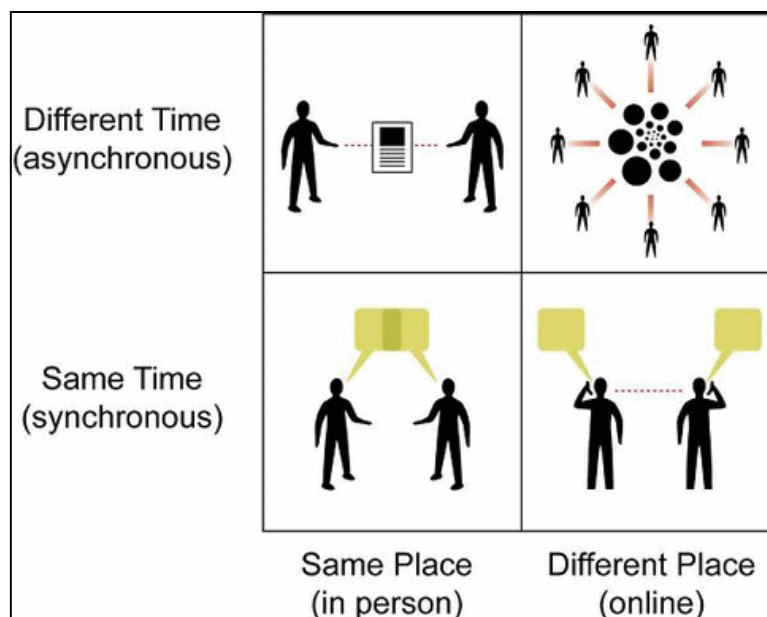 Different Time
(asynchronous)
Same Time
(synchronous)
Same Place
(in person)
Different Place
(online)